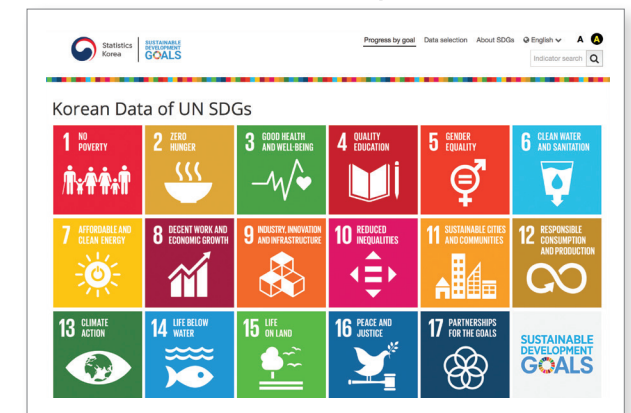 Statistics
Korea
SUSTAINABLE
DEVELOPMENT
GOALS
Progress by goal Data selection About SDGs English A A
Indicator search
Korean Data of UN SDGs
1 NO
POVERTY
2 ZERO
HUNGER
3 GOOD HEALTH
AND WELL-BEING
4 QUALITY
EDUCATION
5 GENDER
EQUALITY
6 CLEAN WATER
AND SANITATION
7 AFFORDABLE AND
CLEAN ENERGY
8 DECENT WORK AND
ECONOMIC GROWTH
9 INDUSTRY, INNOVATION
AND INFRASTRUCTURE
10 REDUCED
INEQUALITIES
11 SUSTAINABLE CITIES
AND COMMUNITIES
12 RESPONSIBLE
CONSUMPTION
AND PRODUCTION
13 CLIMATE
ACTION
14 LIFE BELOW
WATER
15 LIFE
ON LAND
16 PEACE AND
JUSTICE
17 PARTNERSHIPS
FOR THE GOALS
SUSTAINABLE
DEVELOPMENT
GOALS